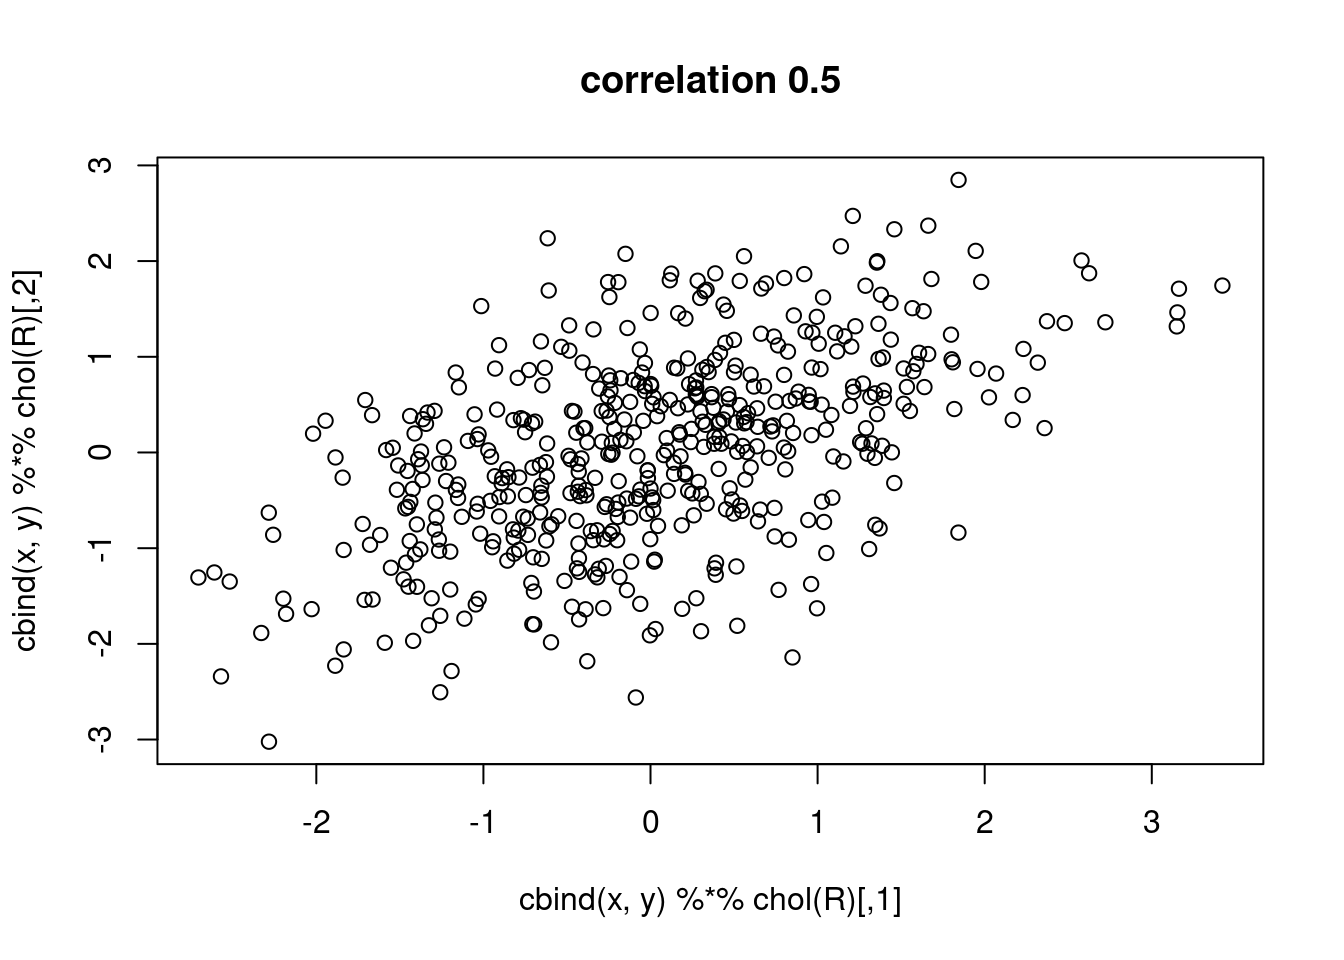 correlation 0.5
cbind(x, y) %*% chol(R)[,2]
3
2
1
0
-1
-2
-3
-2 -1 0 1 2 3
cbind(x, y) %*% chol(R)[,1]